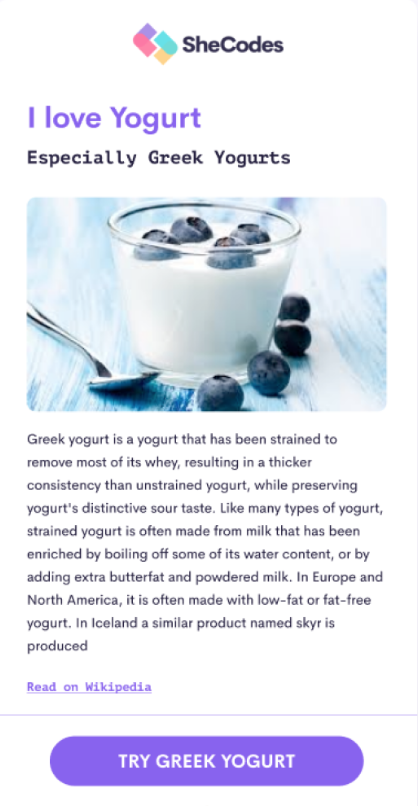 SheCodes
I love Yogurt
Especially Greek Yogurts
Greek yogurt is a yogurt that has been strained to
remove most of its whey, resulting in a thicker
consistency than unstrained yogurt, while preserving
yogurt's distinctive sour taste. Like many types of yogurt,
strained yogurt is often made from milk that has been
enriched by boiling off some of its water content, or by
adding extra butterfat and powdered milk. In Europe and
North America, it is often made with low-fat or fat-free
yogurt. In Iceland a similar product named skyr is
produced
Read on Wikipedia
TRY GREEK YOGURT